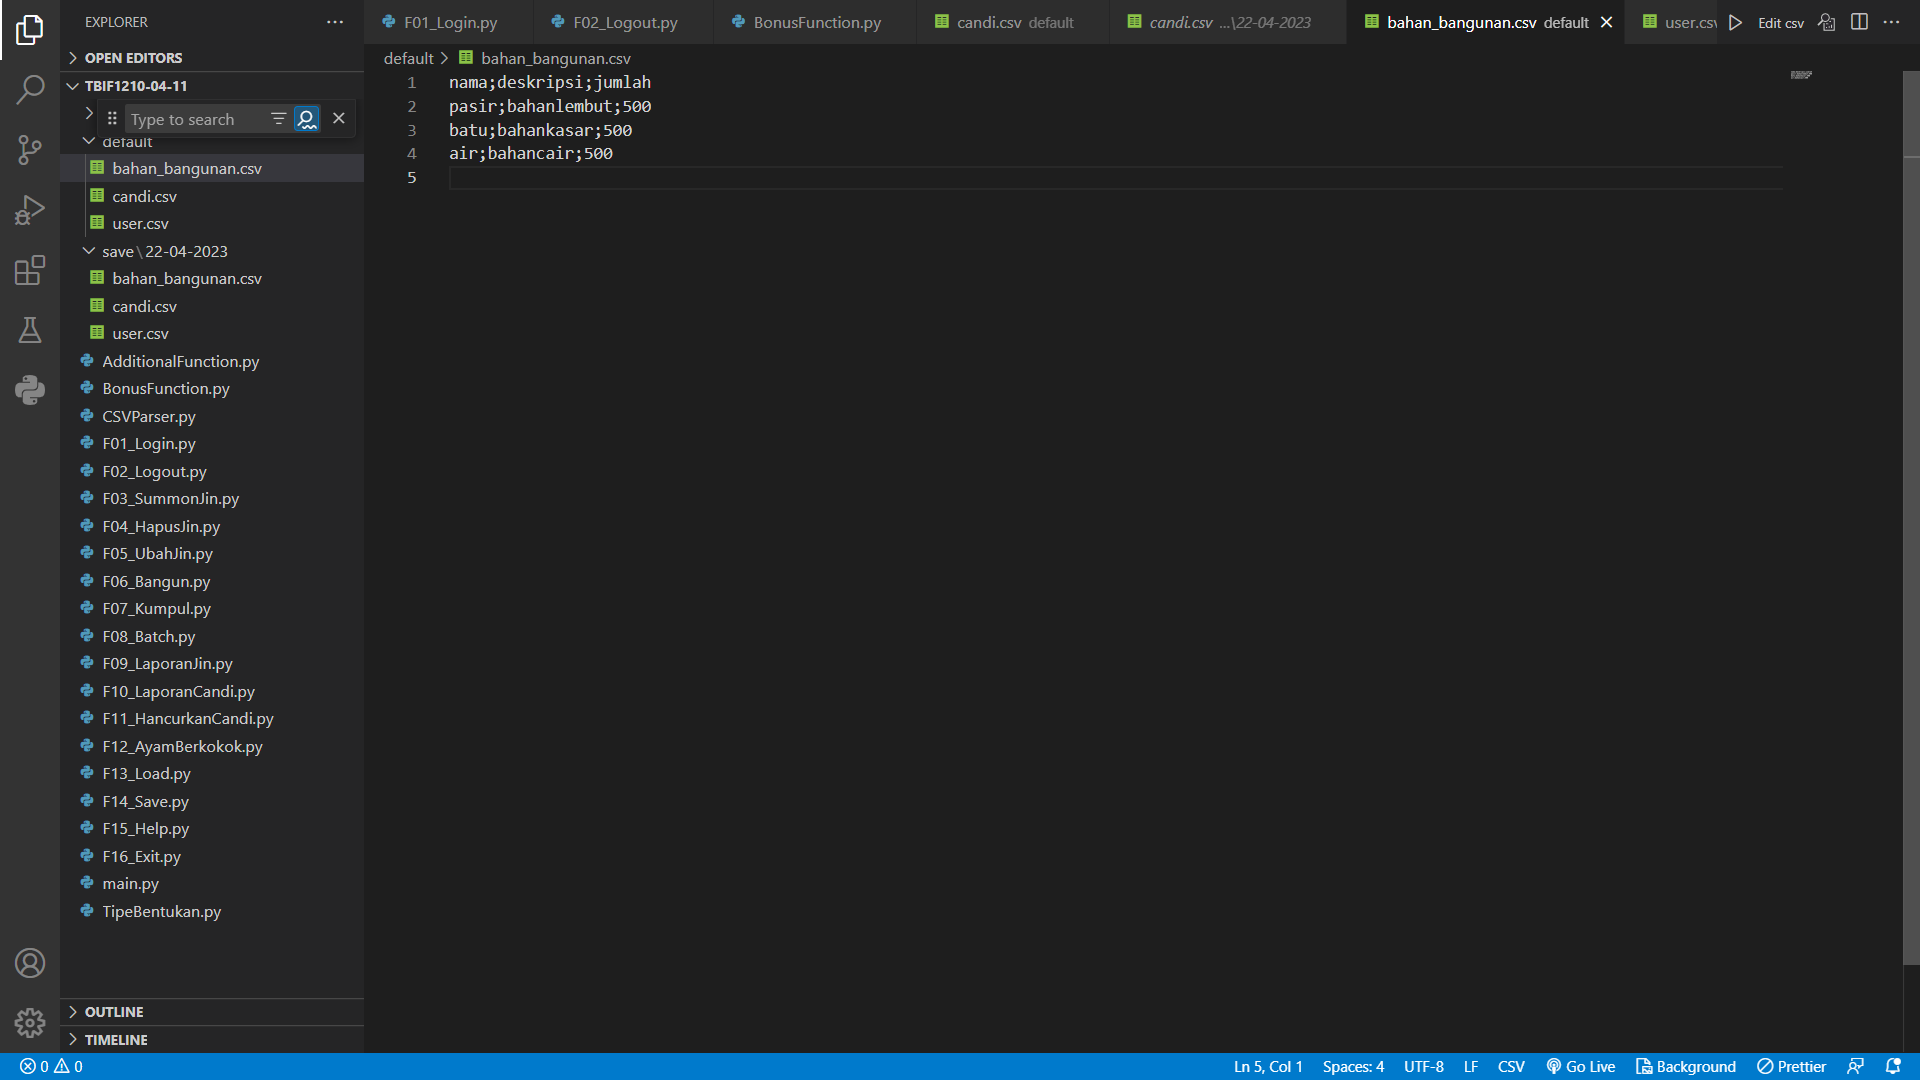 EXPLORER
OPEN EDITORS
TBIF1210-04-11
Type to search
default
bahan_bangunan.csv
candi.csv
user.csv
save\22-04-2023
bahan_bangunan.csv
candi.csv
user.csv
AdditionalFunction.py
BonusFunction.py
CSVParser.py
F01_Login.py
F02_Logout.py
F03_SummonJin.py
F04_HapusJin.py
F05_UbahJin.py
F06_Bangun.py
F07_Kumpul.py
F08_Batch.py
F09_LaporanJin.py
F10_LaporanCandi.py
F11_HancurkanCandi.py
F12_AyamBerkokok.py
F13_Load.py
F14_Save.py
F15_Help.py
F16_Exit.py
main.py
TipeBentukan.py
OUTLINE
TIMELINE
F01_Login.py F02_Logout.py BonusFunction.py candi.csv default candi.csv ...\22-04-2023 bahan_bangunan.csv default user.csv Edit csv
default > bahan_bangunan.csv
1 nama;deskripsi;jumlah
2 pasir;bahanlembut;500
3 batu;bahankasar;500
4 air;bahancair;500
5
0 0 Ln 5, Col 1 Spaces: 4 UTF-8 LF CSV Go Live Background Prettier